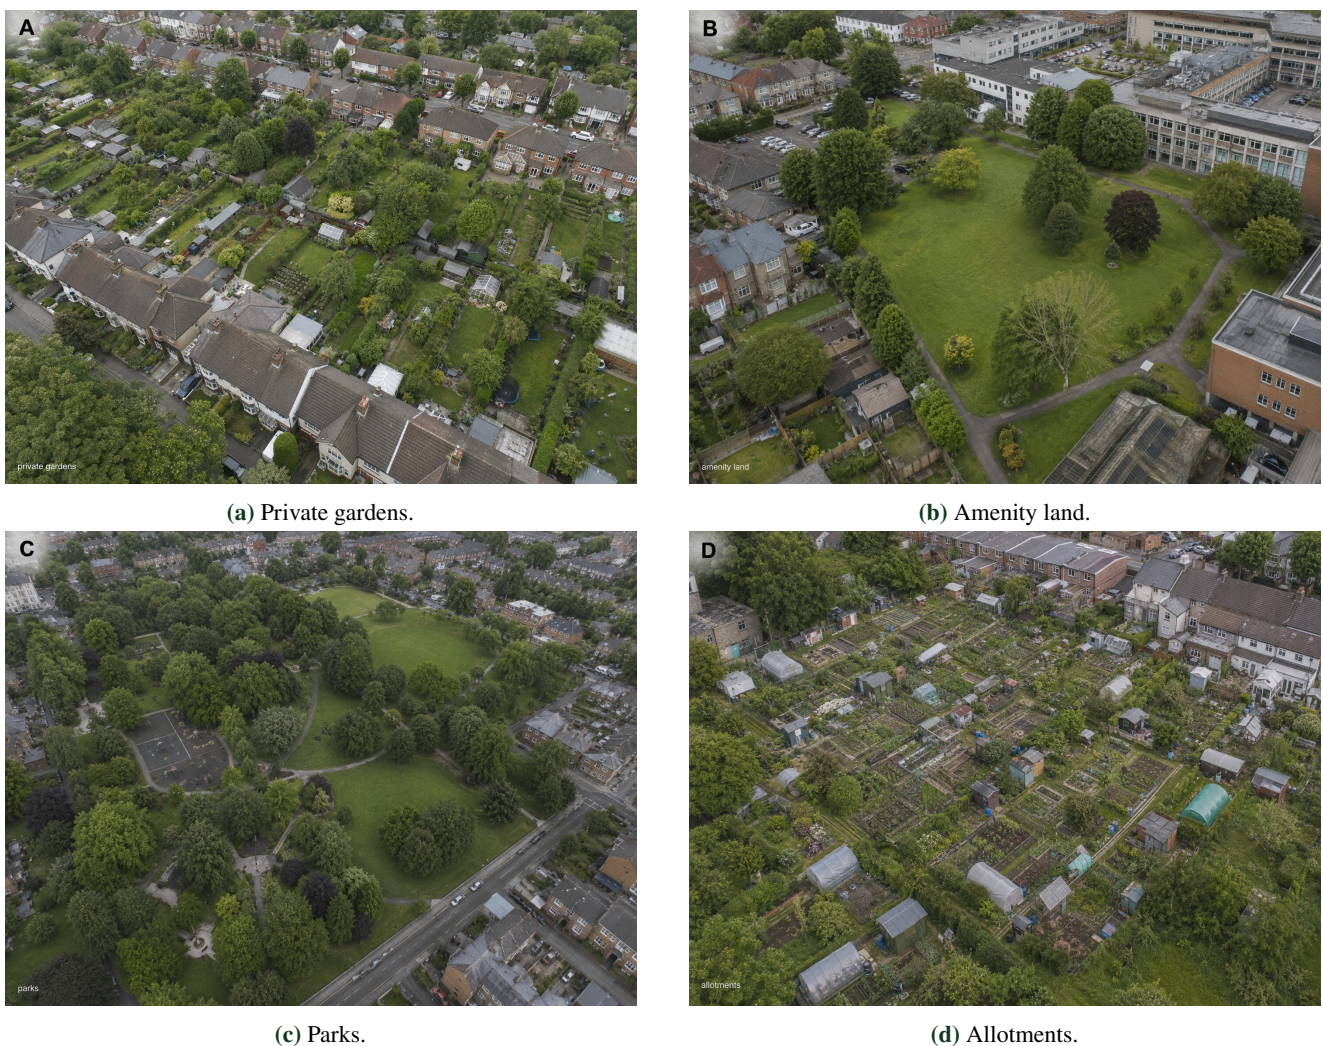 A
private gardens
B
amenity land
(a) Private gardens.
(b) Amenity land.
C
parks
D
allotments
(c) Parks.
(d) Allotments.